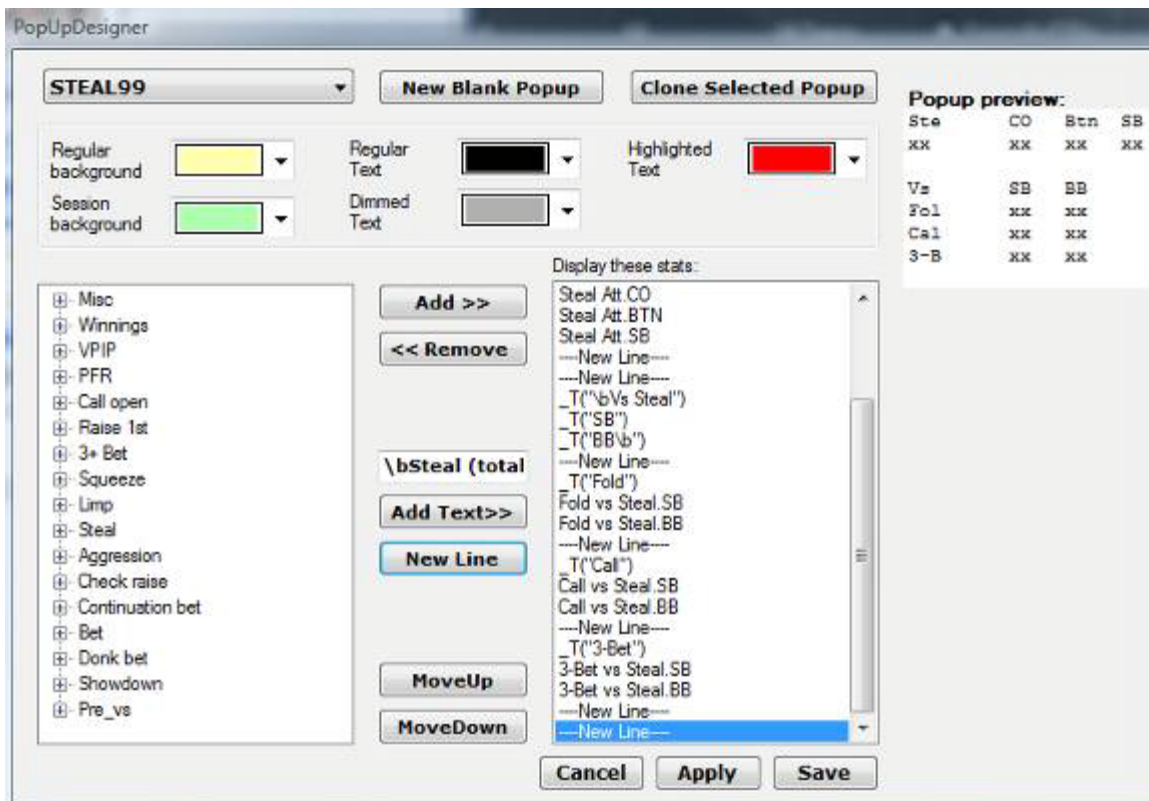 PopUpDesigner
STEAL99
New Blank Popup
Clone Selected Popup
Regular background
Regular Text
Highlighted Text
Session background
Dimmed Text
Misc
Winnings
VPIP
PFR
Call open
Raise 1st
3+ Bet
Squeeze
Limp
Steal
Aggression
Check raise
Continuation bet
Bet
Donk bet
Showdown
Pre_vs
Add >>
<< Remove
\bSteal (total
Add Text>>
New Line
MoveUp
MoveDown
Display these stats:
Steal Att.CO
Steal Att.BTN
Steal Att.SB
----New Line----
----New Line----
_T("\bVs Steal")
_T("SB")
_T("BB\b")
----New Line----
_T("Fold")
Fold vs Steal.SB
Fold vs Steal.BB
----New Line----
_T("Call")
Call vs Steal.SB
Call vs Steal.BB
----New Line----
_T("3-Bet")
3-Bet vs Steal.SB
3-Bet vs Steal.BB
----New Line----
----New Line----
Cancel
Apply
Save
Popup preview:
Ste CO Btn SB
xx xx xx xx
Vs SB BB
Fol xx xx
Cal xx xx
3-B xx xx